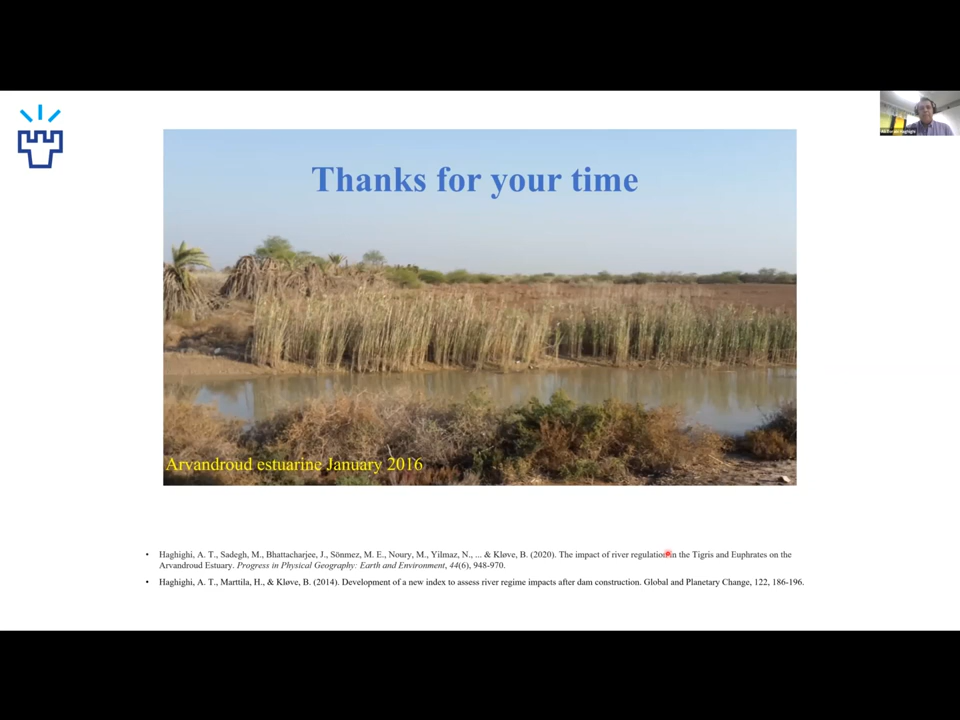 Thanks for your time
Arvandroud estuarine January 2016
• Haghighi, A. T., Sadegh, M., Bhattacharjee, J., Sönmez, M. E., Noury, M., Yilmaz, N., ... & Kløve, B. (2020). The impact of river regulation in the Tigris and Euphrates on the
Arvandroud Estuary. Progress in Physical Geography: Earth and Environment, 44(6), 948-970.
• Haghighi, A. T., Marttila, H., & Kløve, B. (2014). Development of a new index to assess river regime impacts after dam construction. Global and Planetary Change, 122, 186-196.